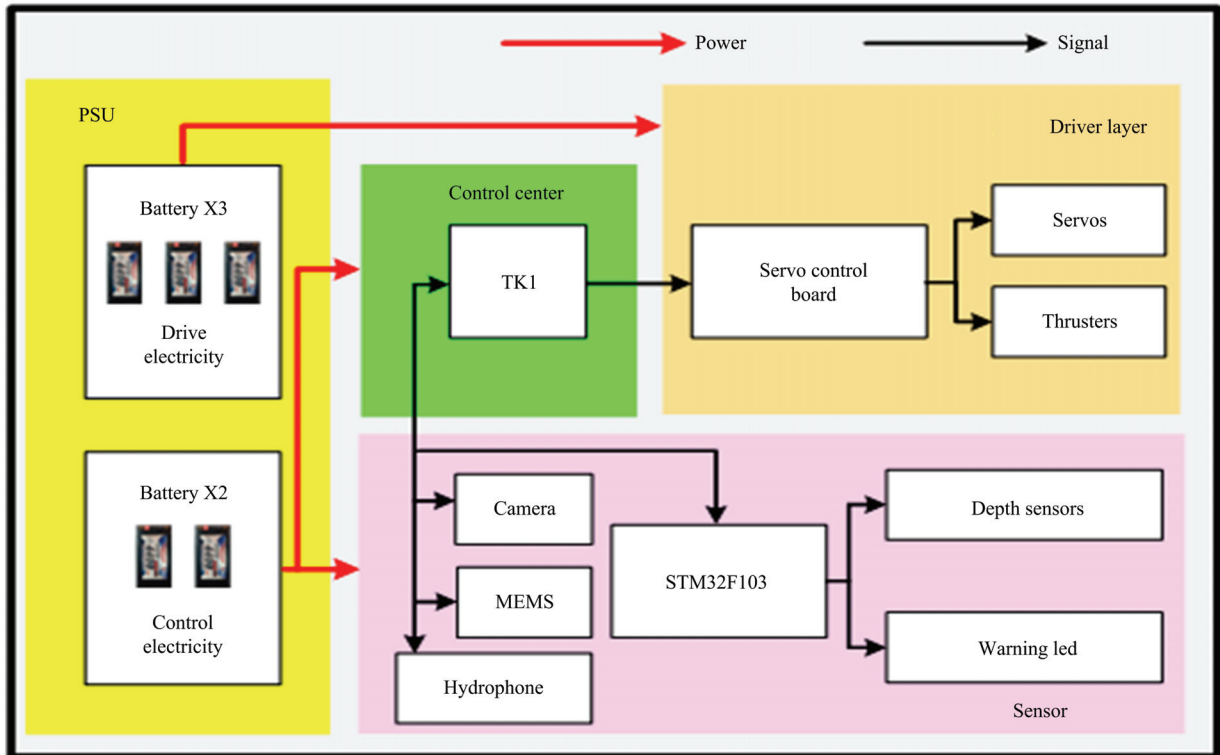 Power
Signal
PSU
Driver layer
Battery X3
Drive
electricity
Control center
TK1
Servo control
board
Servos
Thrusters
Battery X2
Control
electricity
Camera
MEMS
Hydrophone
STM32F103
Depth sensors
Warning led
Sensor